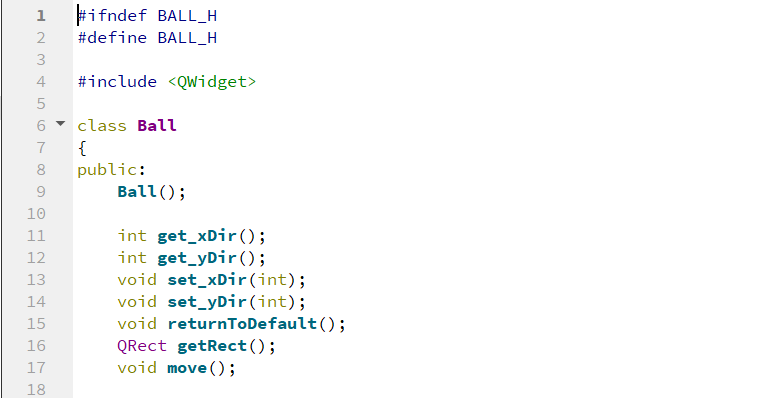 1 #ifndef BALL_H
2 #define BALL_H
3
4 #include <QWidget>
5
6 class Ball
7 {
8 public:
9     Ball();
10
11     int get_xDir();
12     int get_yDir();
13     void set_xDir(int);
14     void set_yDir(int);
15     void returnToDefault();
16     QRect getRect();
17     void move();
18